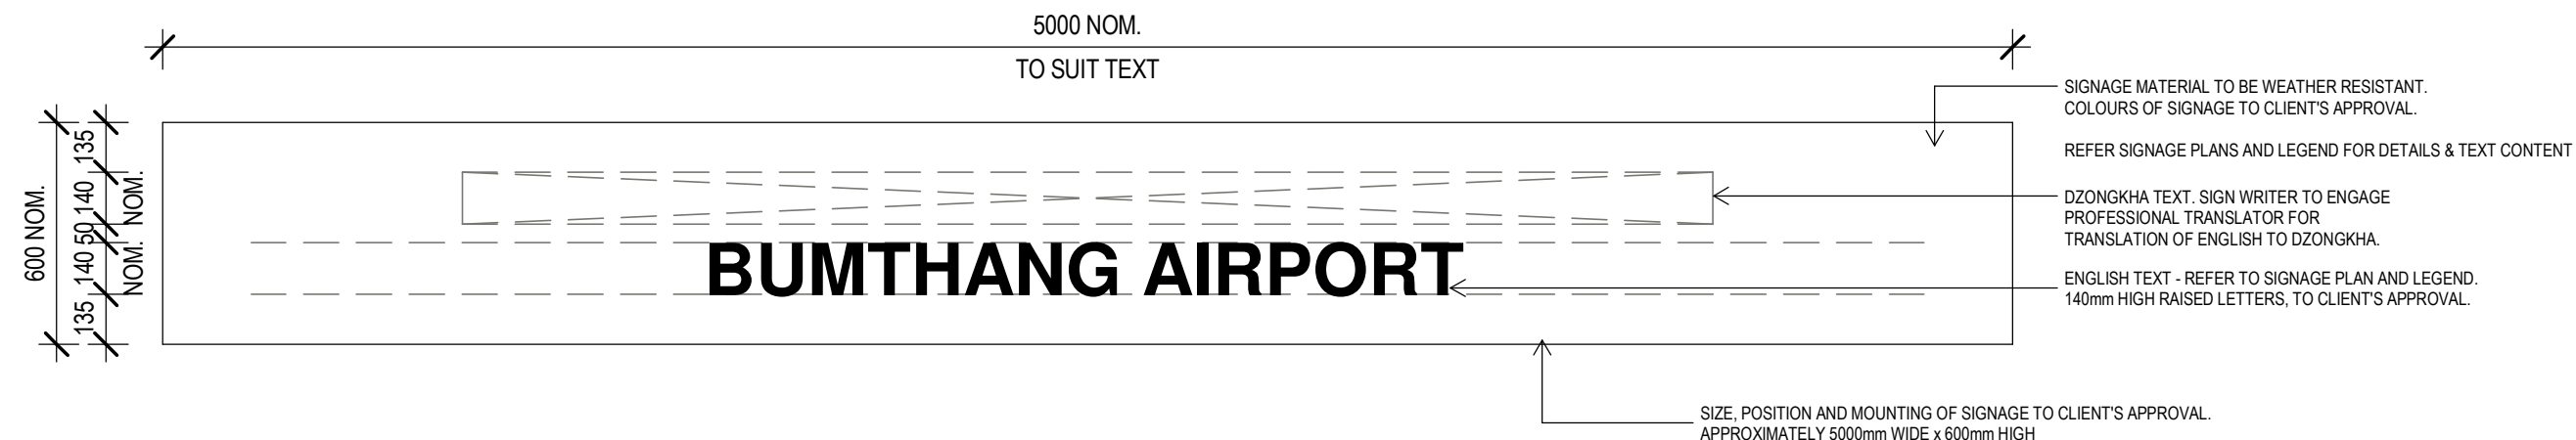 5000 NOM.
TO SUIT TEXT
SIGNAGE MATERIAL TO BE WEATHER RESISTANT.
COLOURS OF SIGNAGE TO CLIENT'S APPROVAL.
REFER SIGNAGE PLANS AND LEGEND FOR DETAILS & TEXT CONTENT
DZONGKHA TEXT. SIGN WRITER TO ENGAGE
PROFESSIONAL TRANSLATOR FOR
TRANSLATION OF ENGLISH TO DZONGKHA.
ENGLISH TEXT - REFER TO SIGNAGE PLAN AND LEGEND.
140mm HIGH RAISED LETTERS, TO CLIENT'S APPROVAL.
600 NOM.
135
140
50
140
135
NOM.
NOM.
BUMTHANG AIRPORT
SIZE, POSITION AND MOUNTING OF SIGNAGE TO CLIENT'S APPROVAL.
APPROXIMATELY 5000mm WIDE x 600mm HIGH